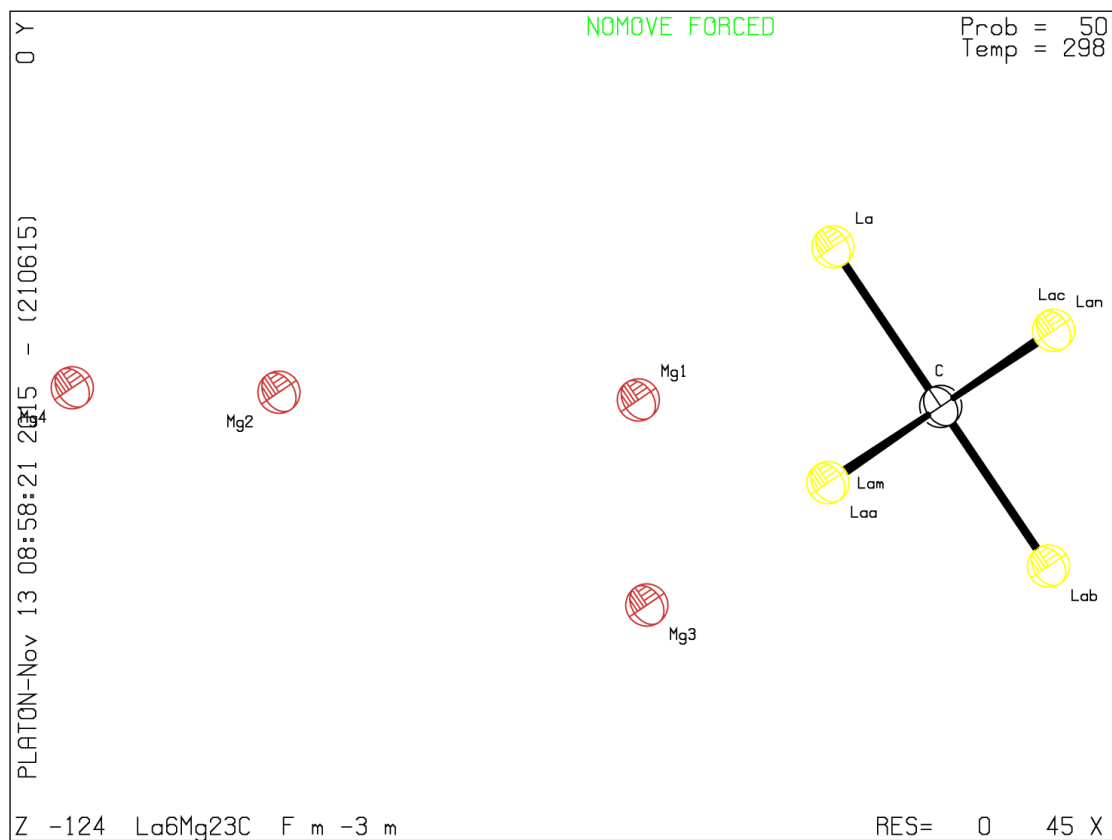 NOMOVE FORCED
Prob = 50
Temp = 298
PLATON-Nov 13 08:58:21 2015 - (210615)
0 Y
La
Lac
Lan
C
Mg1
Mg4
Mg2
Lam
Laa
Lab
Mg3
Z -124 La6Mg23C F m -3 m
RES= 0 45 X